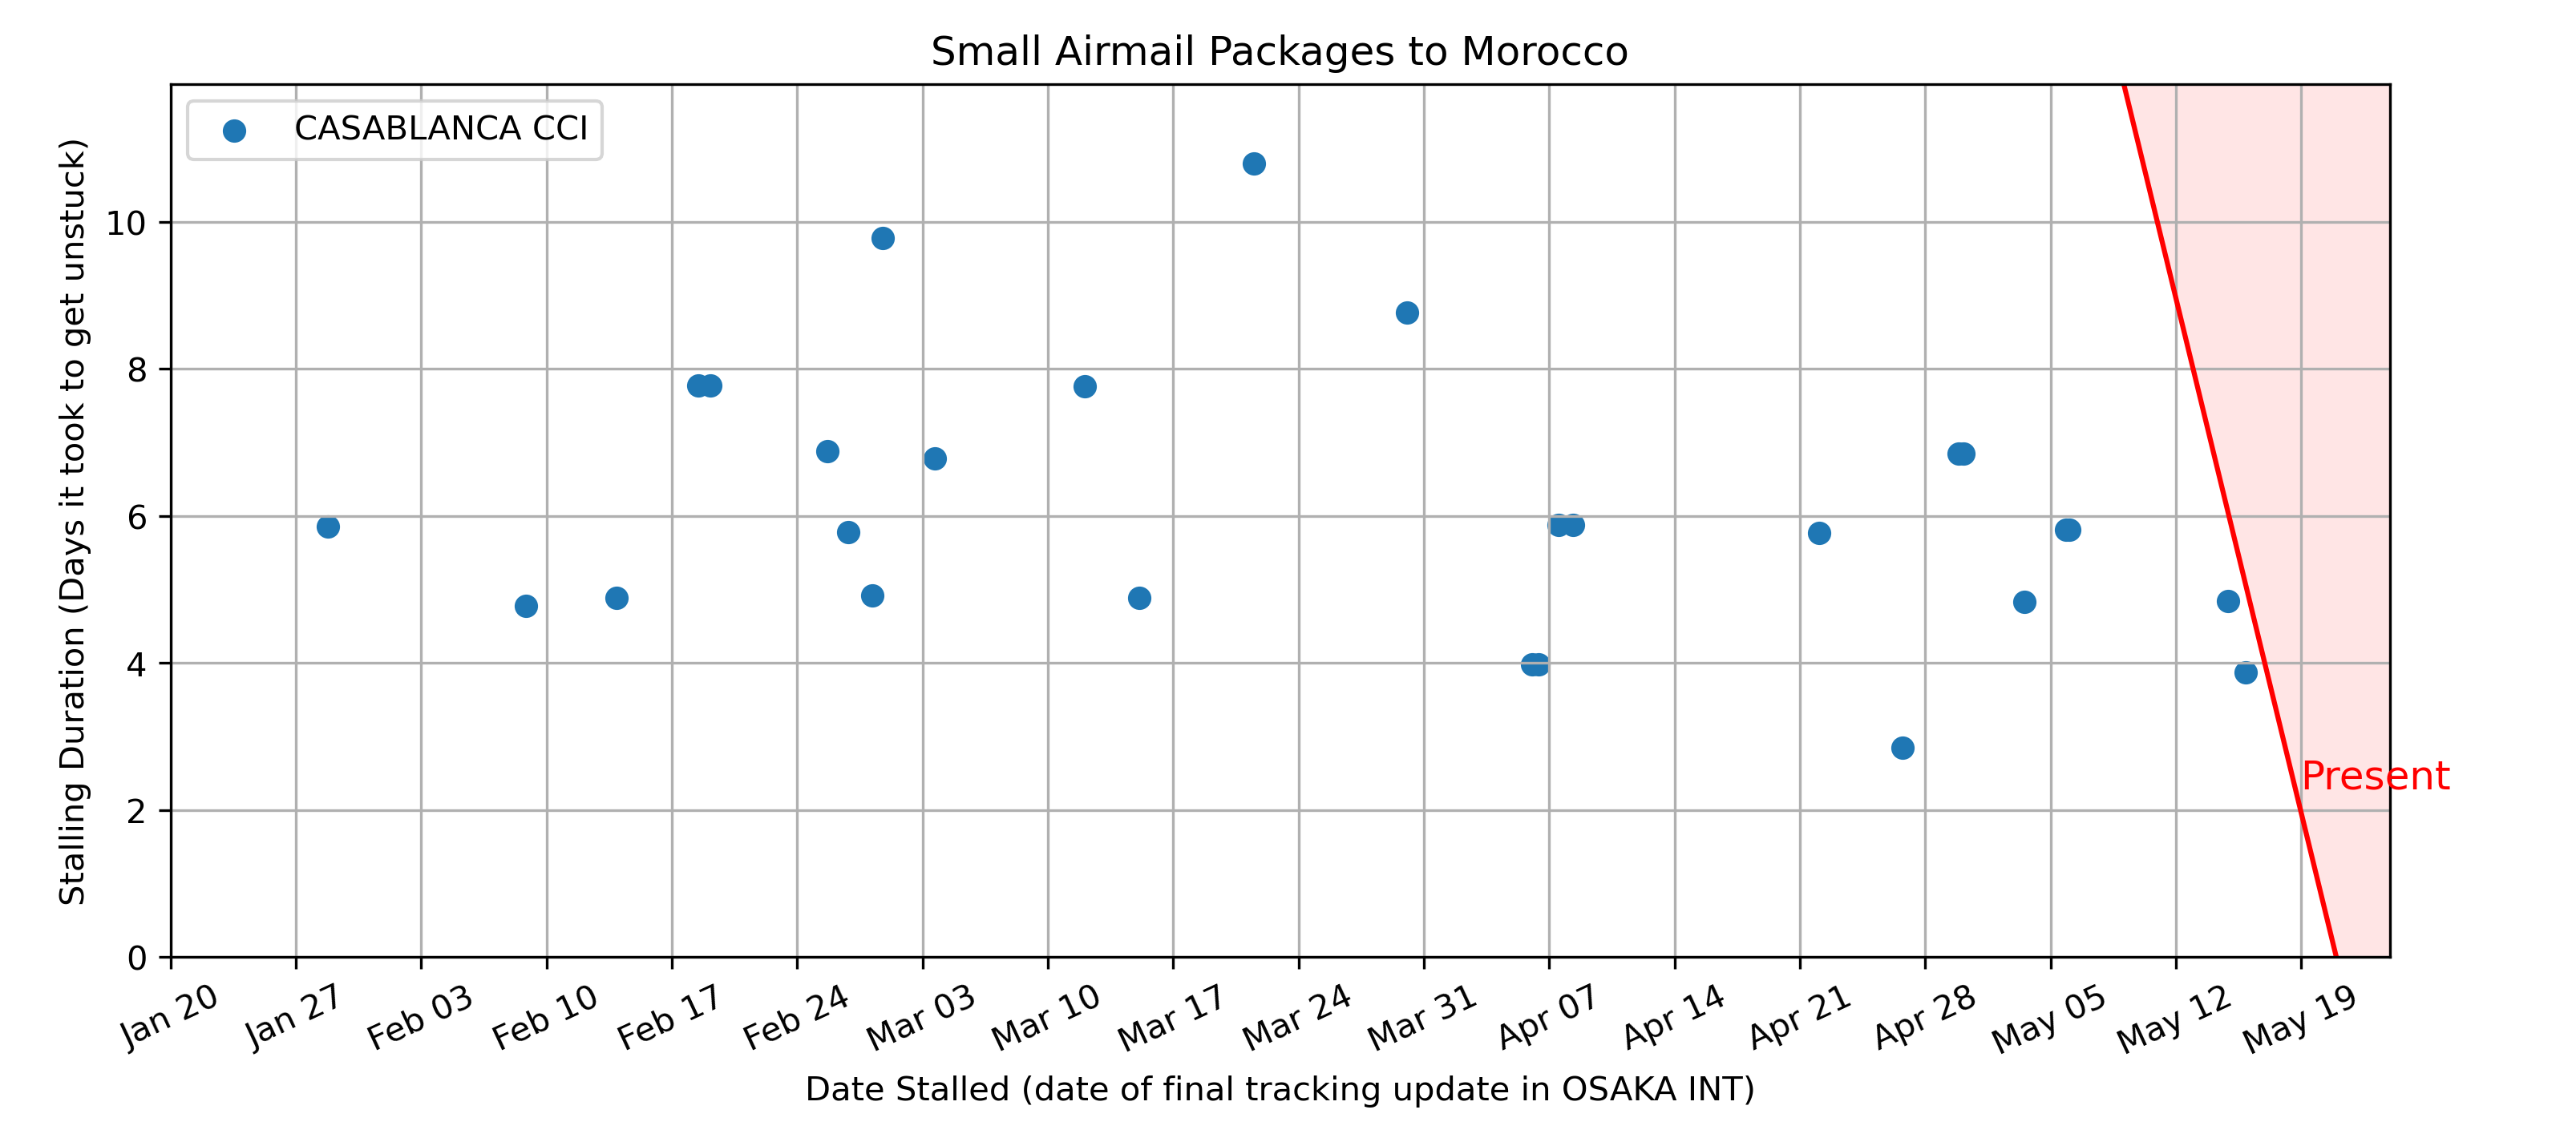 Small Airmail Packages to Morocco
CASABLANCA CCI
Stalling Duration (Days it took to get unstuck)
10
8
6
4
2
0
Present
Jan 20
Jan 27
Feb 03
Feb 10
Feb 17
Feb 24
Mar 03
Mar 10
Mar 17
Mar 24
Mar 31
Apr 07
Apr 14
Apr 21
Apr 28
May 05
May 12
May 19
Date Stalled (date of final tracking update in OSAKA INT)